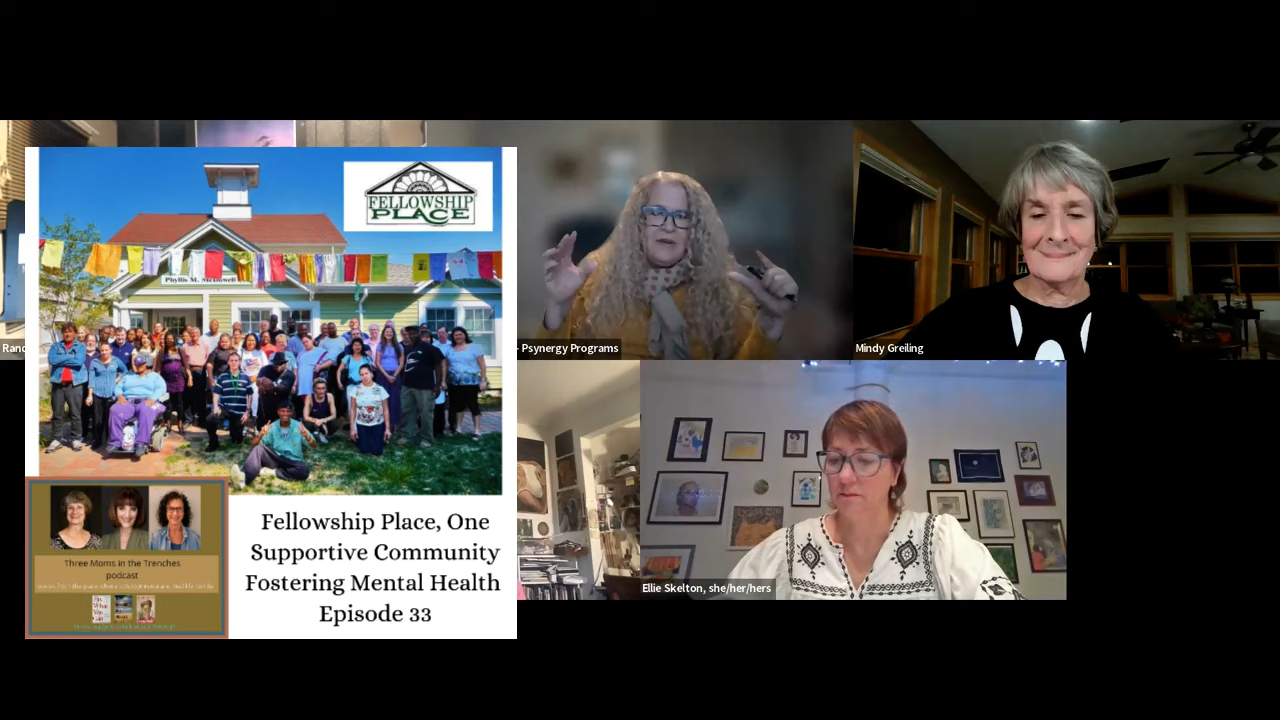 FELLOWSHIP
PLACE
Phyllis M. McDowell
Ranc
- Psynergy Programs
Mindy Greiling
Three Moms in the Trenches
podcast
Fellowship Place, One
Supportive Community
Fostering Mental Health
Episode 33
Ellie Skelton, she/her/hers